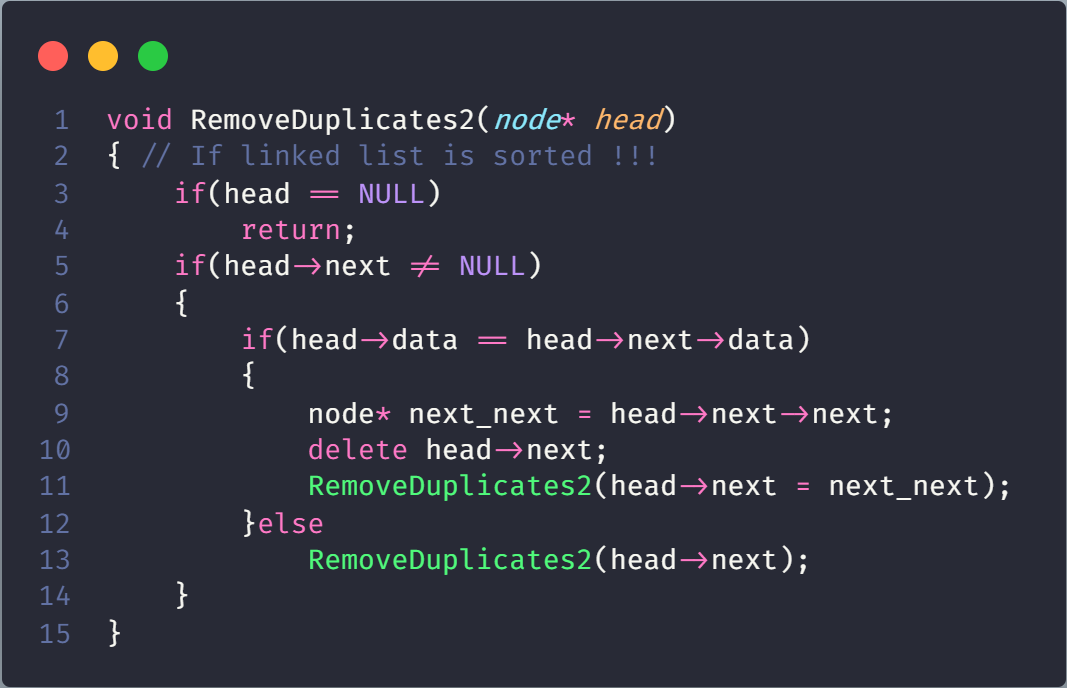 1 void RemoveDuplicates2(node* head)
2 { // If linked list is sorted !!!
3     if(head == NULL)
4         return;
5     if(head->next != NULL)
6     {
7         if(head->data == head->next->data)
8         {
9             node* next_next = head->next->next;
10             delete head->next;
11             RemoveDuplicates2(head->next = next_next);
12         }else
13             RemoveDuplicates2(head->next);
14     }
15 }